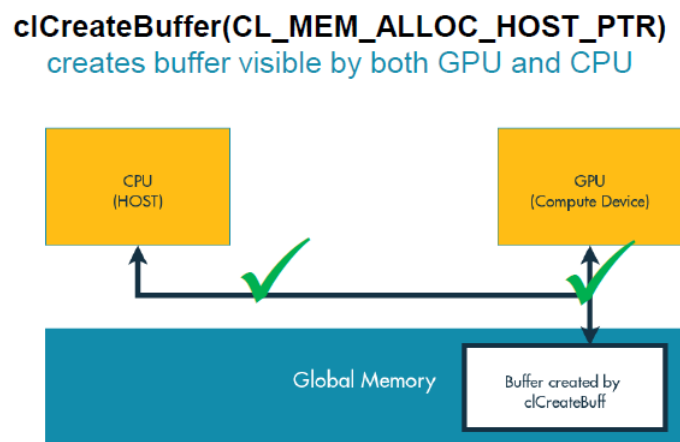 clCreateBuffer(CL_MEM_ALLOC_HOST_PTR)
creates buffer visible by both GPU and CPU
CPU
(HOST)
GPU
(Compute Device)
Global Memory
Buffer created by
clCreateBuff